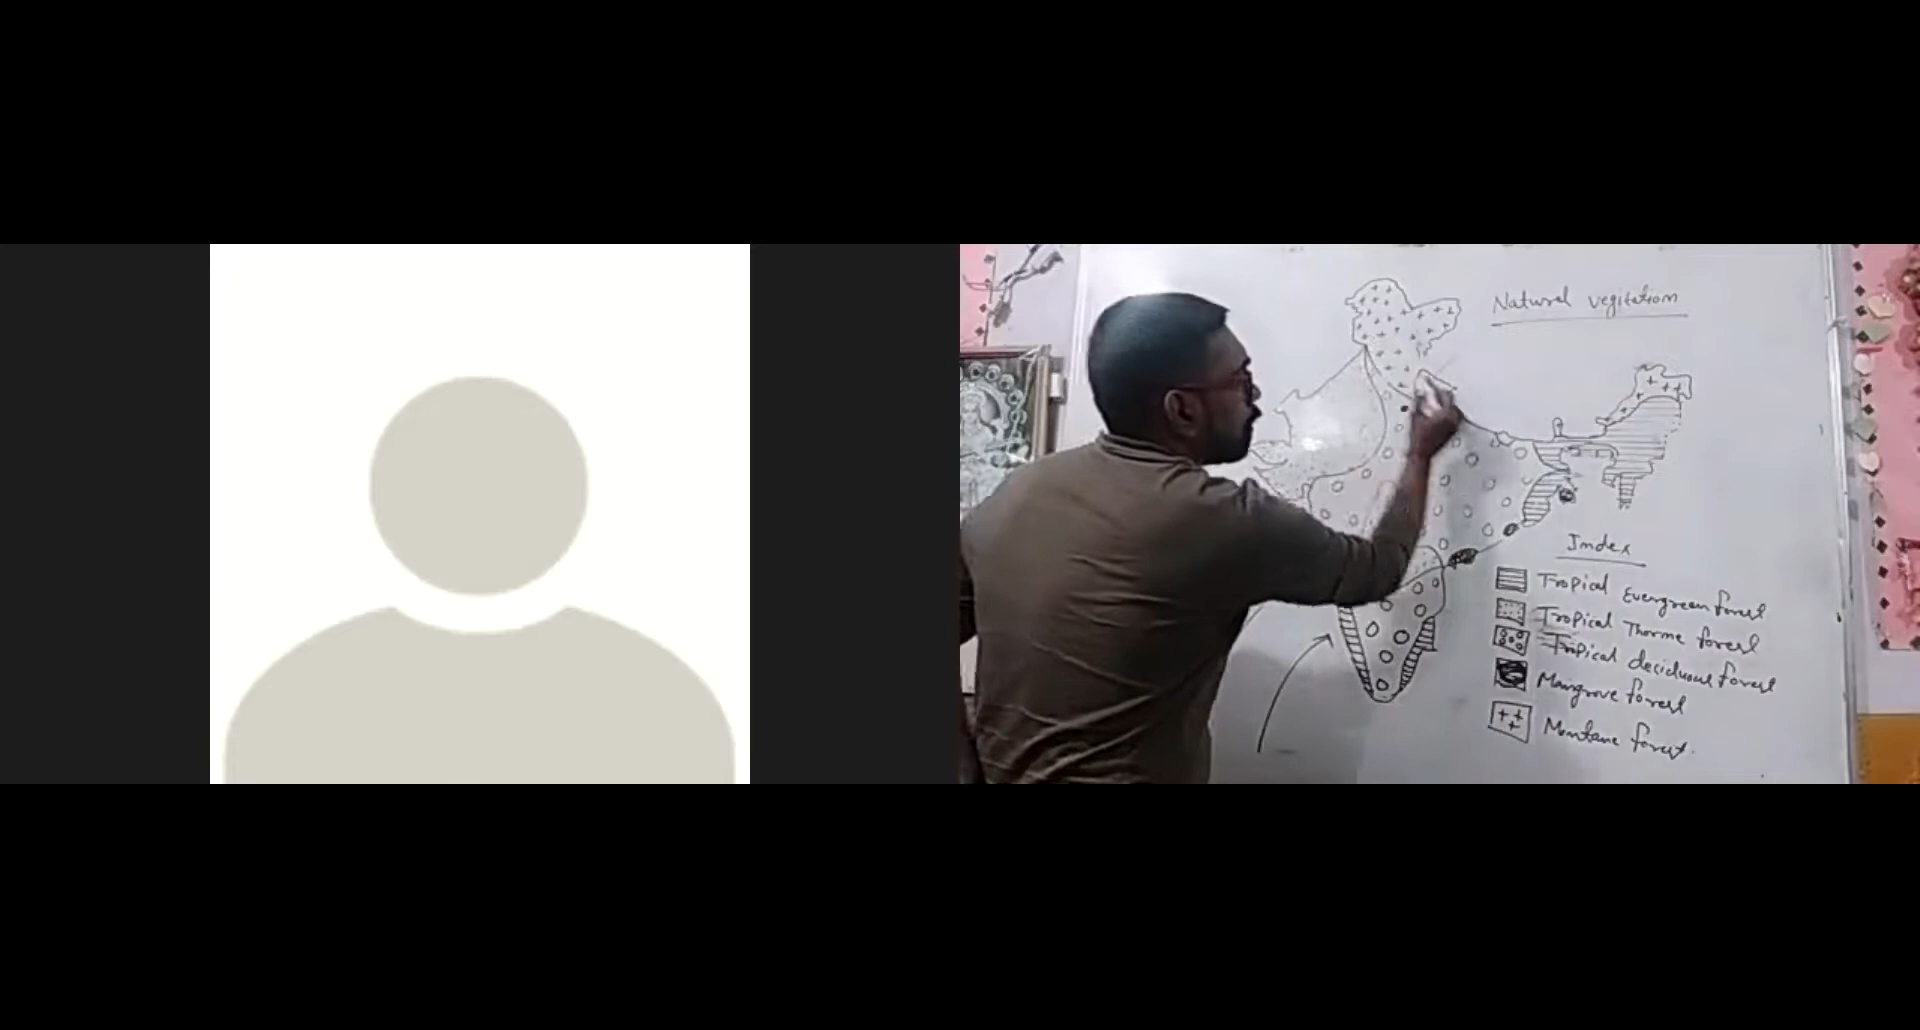 Natural vegitation
Index
Tropical Evergreen forest
Tropical Thorne forest
Tropical deciduous forest
Mangrove forest
Montane forest.